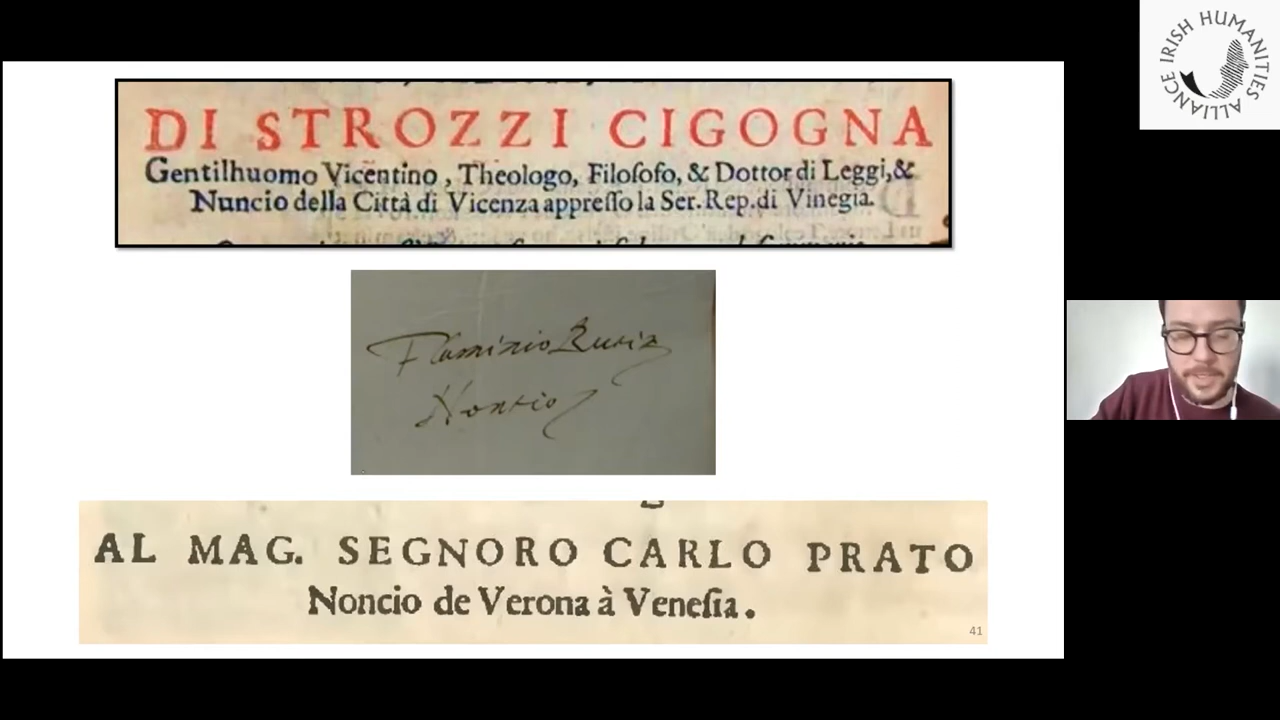 DI STROZZI CIGOGNA
Gentilhuomo Vicentino, Theologo, Filoſofo, & Dottor di Leggi, &
Nuncio della Città di Vicenza appreſſo la Ser. Rep. di Vinegia.
Flaminio
Nontio
AL MAG. SEGNORO CARLO PRATO
Noncio de Verona à Veneſia.
41
IRISH HUMANITIES ALLIANCE